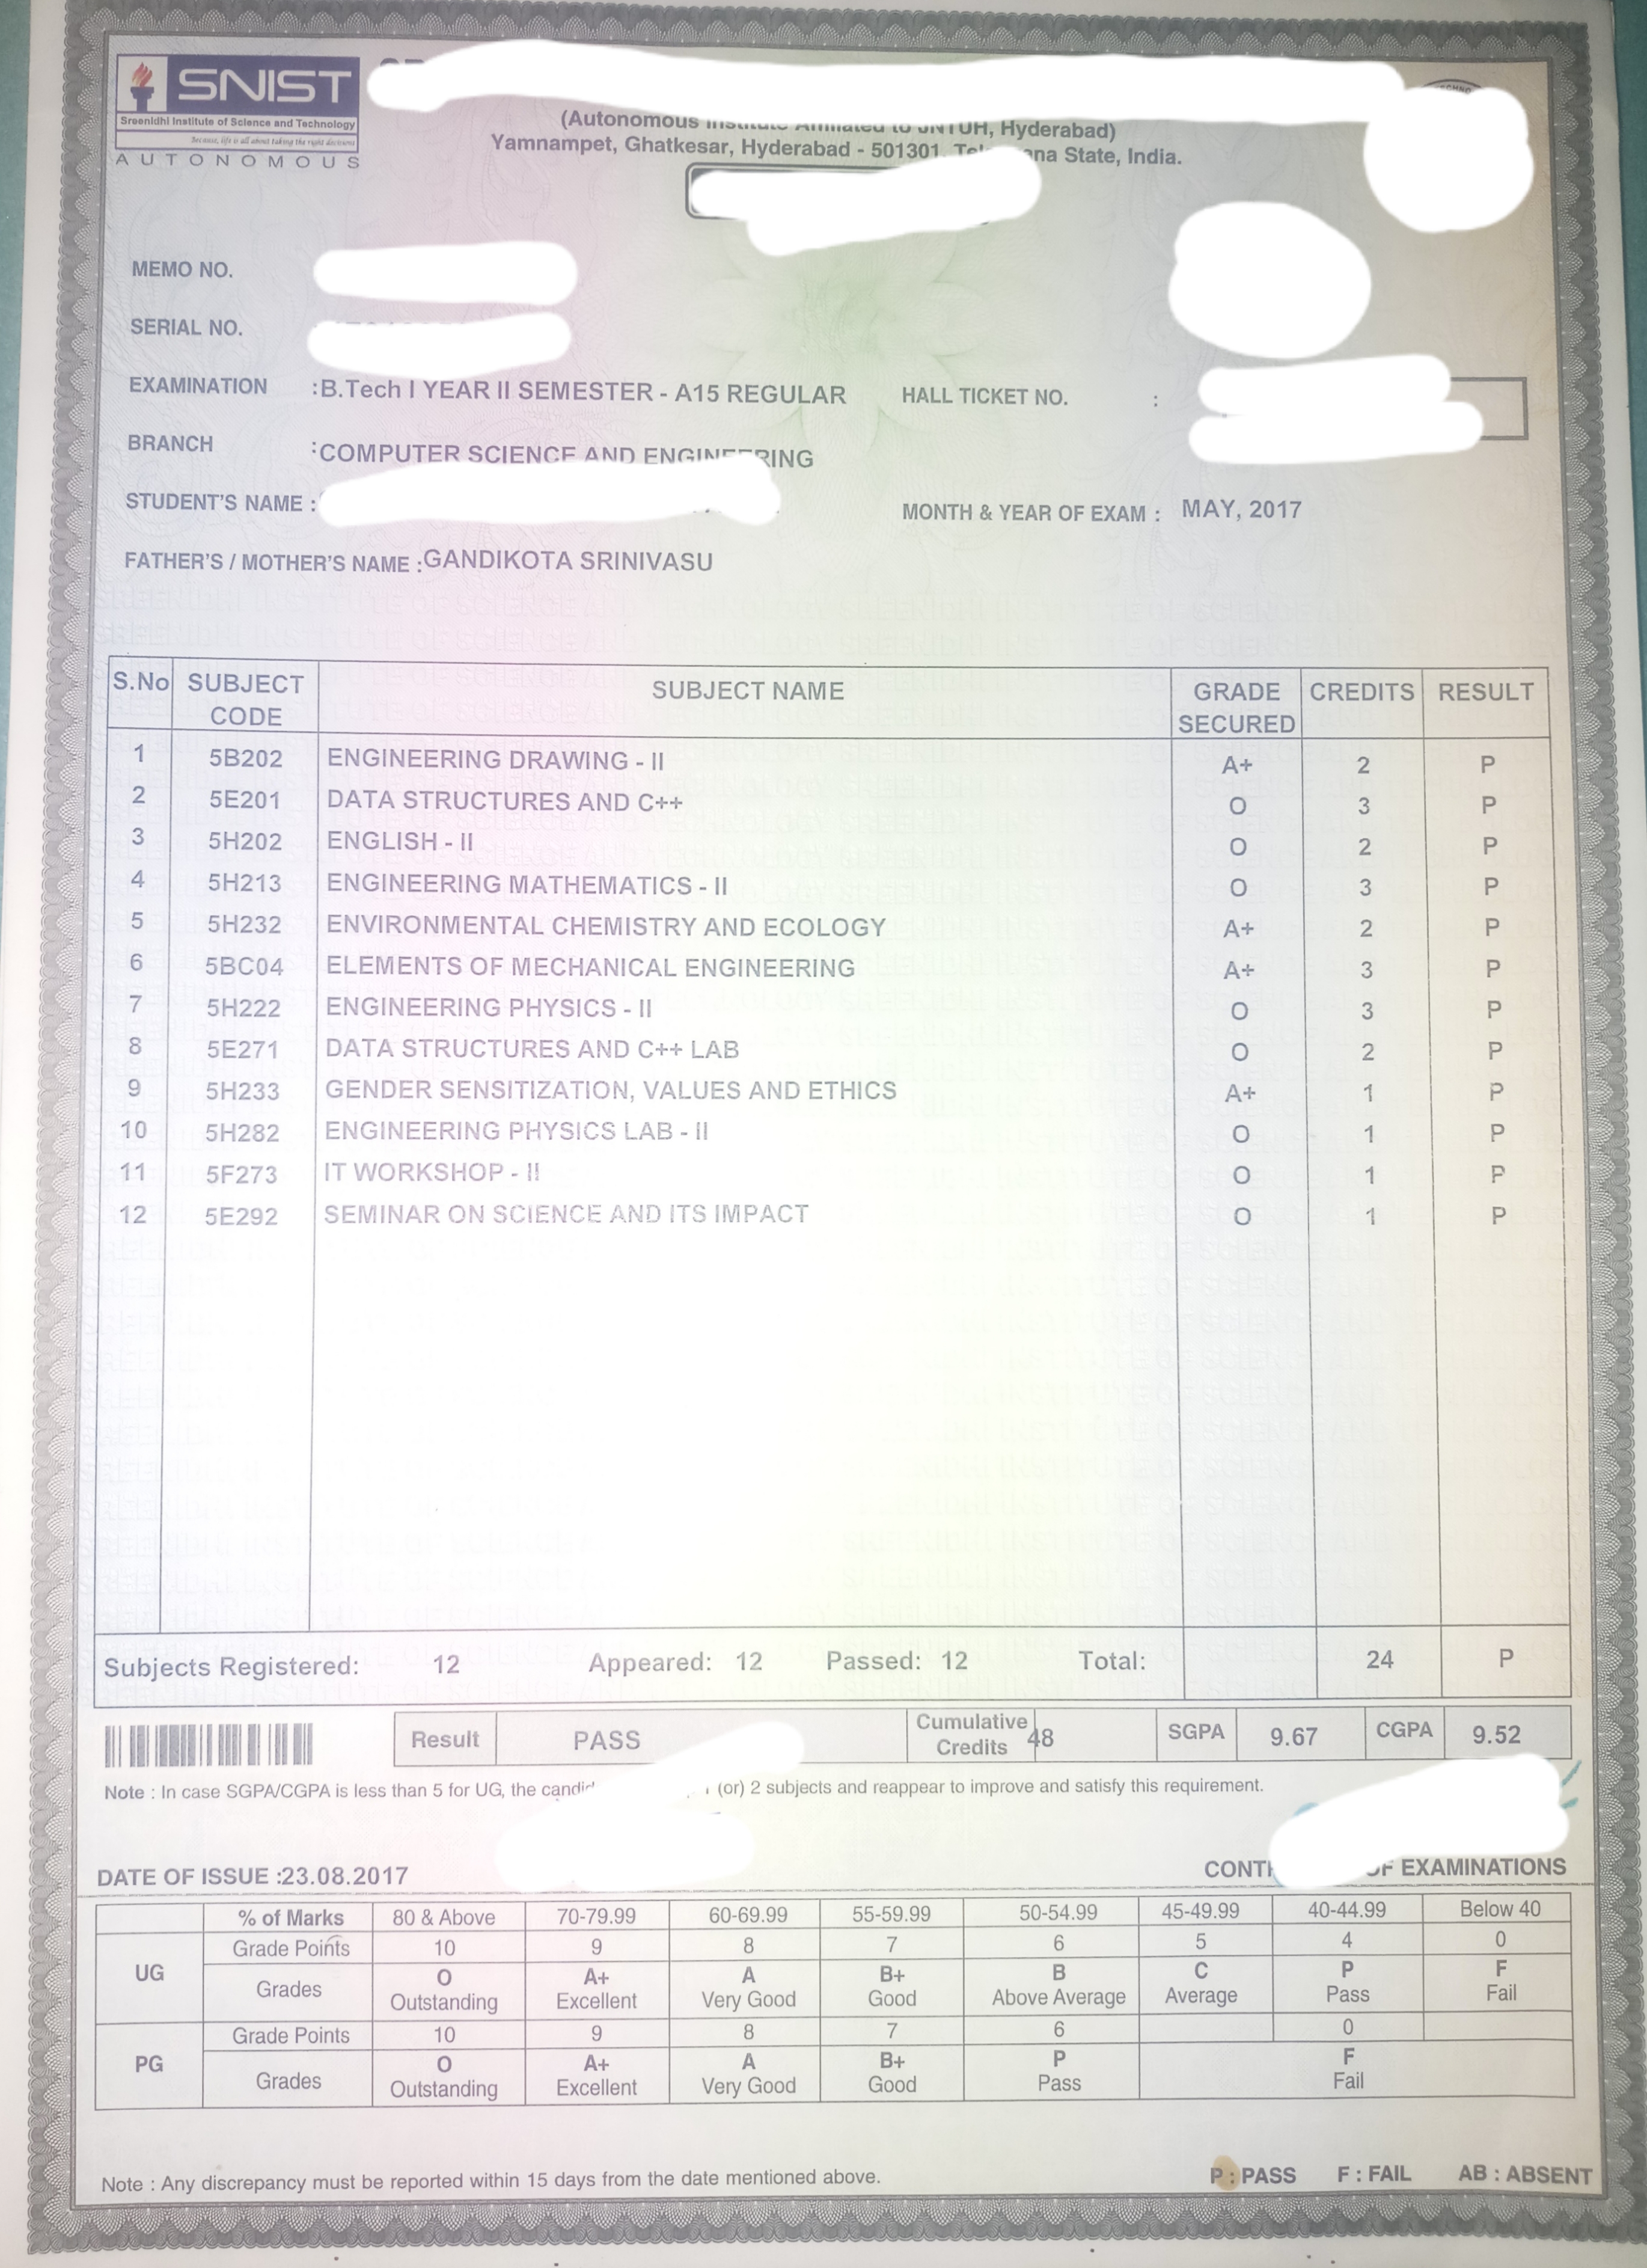 SNIST
Sreenidhi Institute of Science and Technology
Because, life is all about taking the right decisions
AUTONOMOUS
(Autonomous Institute Affiliated to JNTUH, Hyderabad)
Yamnampet, Ghatkesar, Hyderabad - 501301, State, India.
MEMO NO.
SERIAL NO.
EXAMINATION :B.Tech I YEAR II SEMESTER - A15 REGULAR HALL TICKET NO. :
BRANCH :COMPUTER SCIENCE AND ENGINEERING
STUDENT'S NAME : MONTH & YEAR OF EXAM : MAY, 2017
FATHER'S / MOTHER'S NAME :GANDIKOTA SRINIVASU
S.No SUBJECT CODE SUBJECT NAME GRADE SECURED CREDITS RESULT
1 5B202 ENGINEERING DRAWING - II A+ 2 P
2 5E201 DATA STRUCTURES AND C++ O 3 P
3 5H202 ENGLISH - II O 2 P
4 5H213 ENGINEERING MATHEMATICS - II O 3 P
5 5H232 ENVIRONMENTAL CHEMISTRY AND ECOLOGY A+ 2 P
6 5BC04 ELEMENTS OF MECHANICAL ENGINEERING A+ 3 P
7 5H222 ENGINEERING PHYSICS - II O 3 P
8 5E271 DATA STRUCTURES AND C++ LAB O 2 P
9 5H233 GENDER SENSITIZATION, VALUES AND ETHICS A+ 1 P
10 5H282 ENGINEERING PHYSICS LAB - II O 1 P
11 5F273 IT WORKSHOP - II O 1 P
12 5E292 SEMINAR ON SCIENCE AND ITS IMPACT O 1 P
Subjects Registered: 12 Appeared: 12 Passed: 12 Total: 24 P
Result PASS Cumulative Credits 48 SGPA 9.67 CGPA 9.52
Note : In case SGPA/CGPA is less than 5 for UG, the (or) 2 subjects and reappear to improve and satisfy this requirement.
DATE OF ISSUE :23.08.2017 EXAMINATIONS
% of Marks 80 & Above 70-79.99 60-69.99 55-59.99 50-54.99 45-49.99 40-44.99 Below 40
UG Grade Points 10 9 8 7 6 5 4 0
Grades O A+ A B+ B C P F
Outstanding Excellent Very Good Good Above Average Average Pass Fail
PG Grade Points 10 9 8 7 6 0
Grades O A+ A B+ P F
Outstanding Excellent Very Good Good Pass Fail
Note : Any discrepancy must be reported within 15 days from the date mentioned above.
P : PASS F : FAIL AB : ABSENT